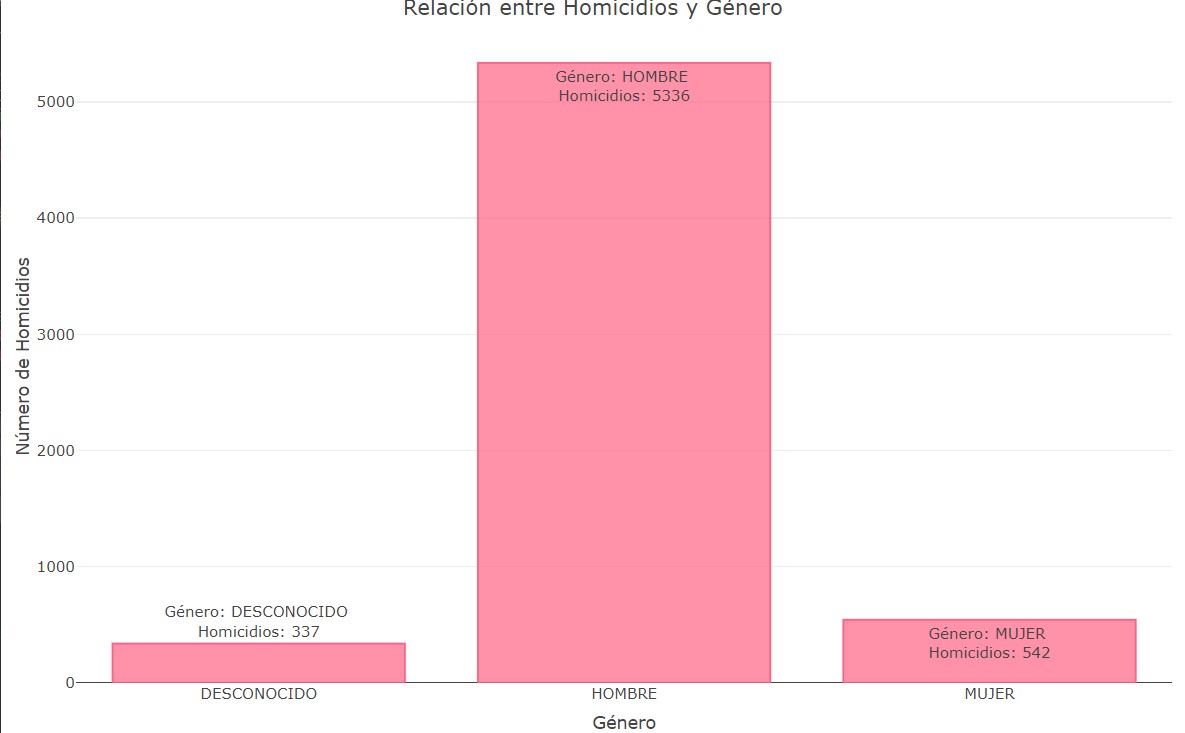 Relación entre Homicidios y Género
Número de Homicidios
5000
4000
3000
2000
1000
0
Género: DESCONOCIDO
Homicidios: 337
Género: HOMBRE
Homicidios: 5336
Género: MUJER
Homicidios: 542
DESCONOCIDO
HOMBRE
MUJER
Género